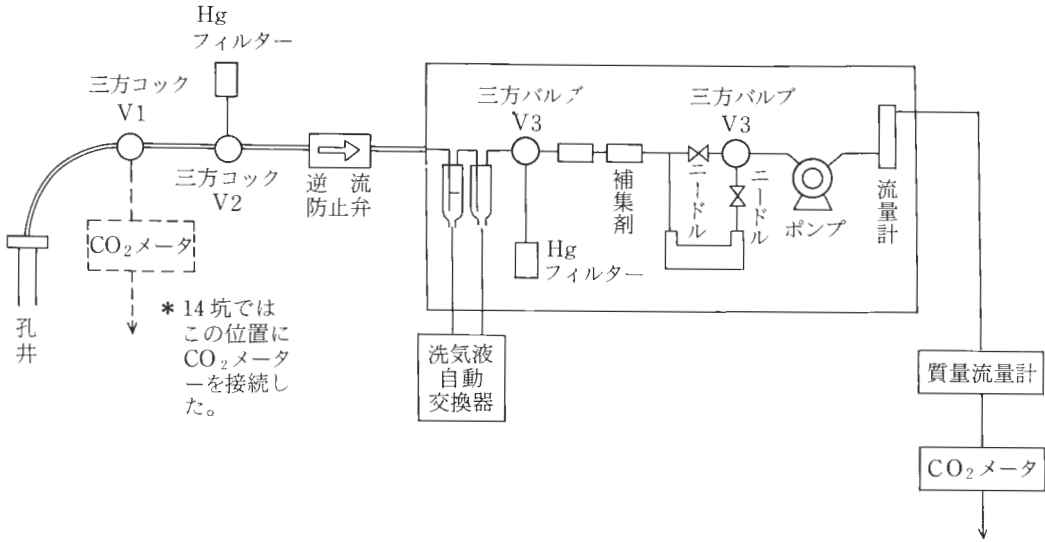 Hg
フィルター
三方コック
V1
三方コック
V2
逆 流
防止弁
CO₂メータ
孔井
* 14坑では
この位置に
CO₂メータ
ーを接続し
た。
三方バルブ
V3
Hg
フィルター
補集剤
三方バルブ
V3
ニードル
ニードル
ポンプ
流量計
洗気液
自動
交換器
質量流量計
CO₂メータ